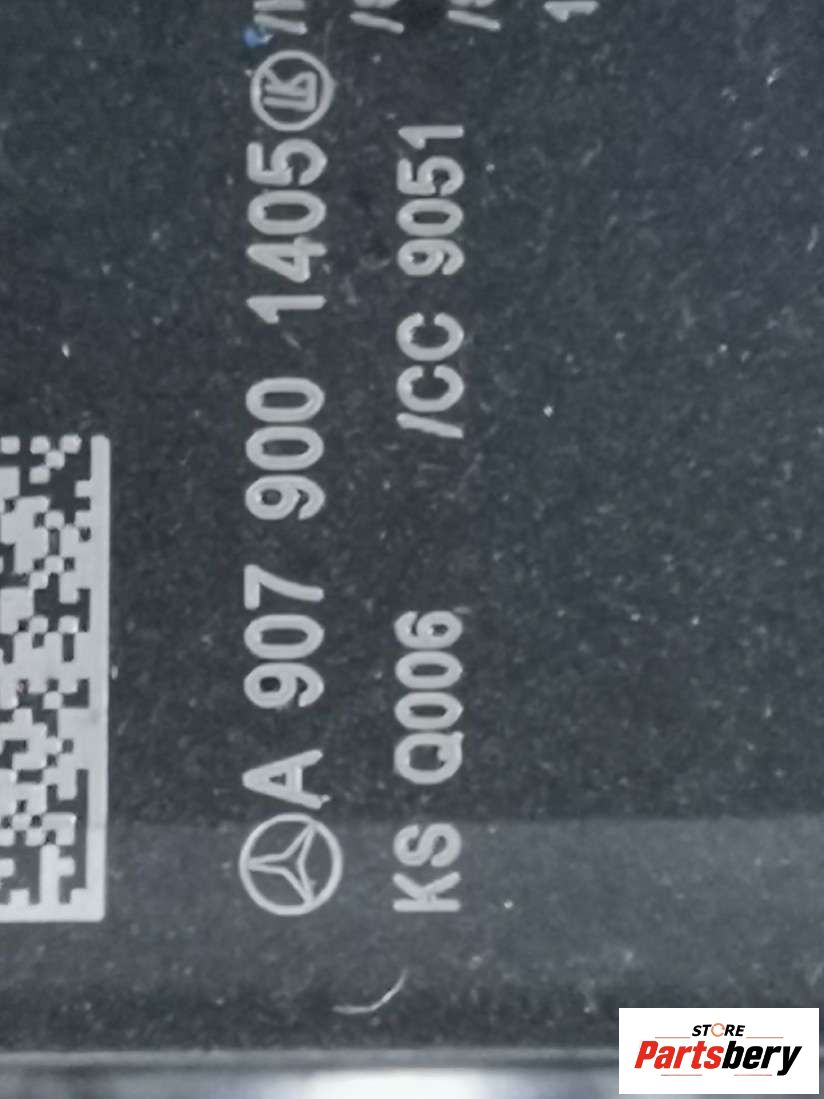 A 907 900 1405
KS Q006 /CC 9051
STORE
Partsbery